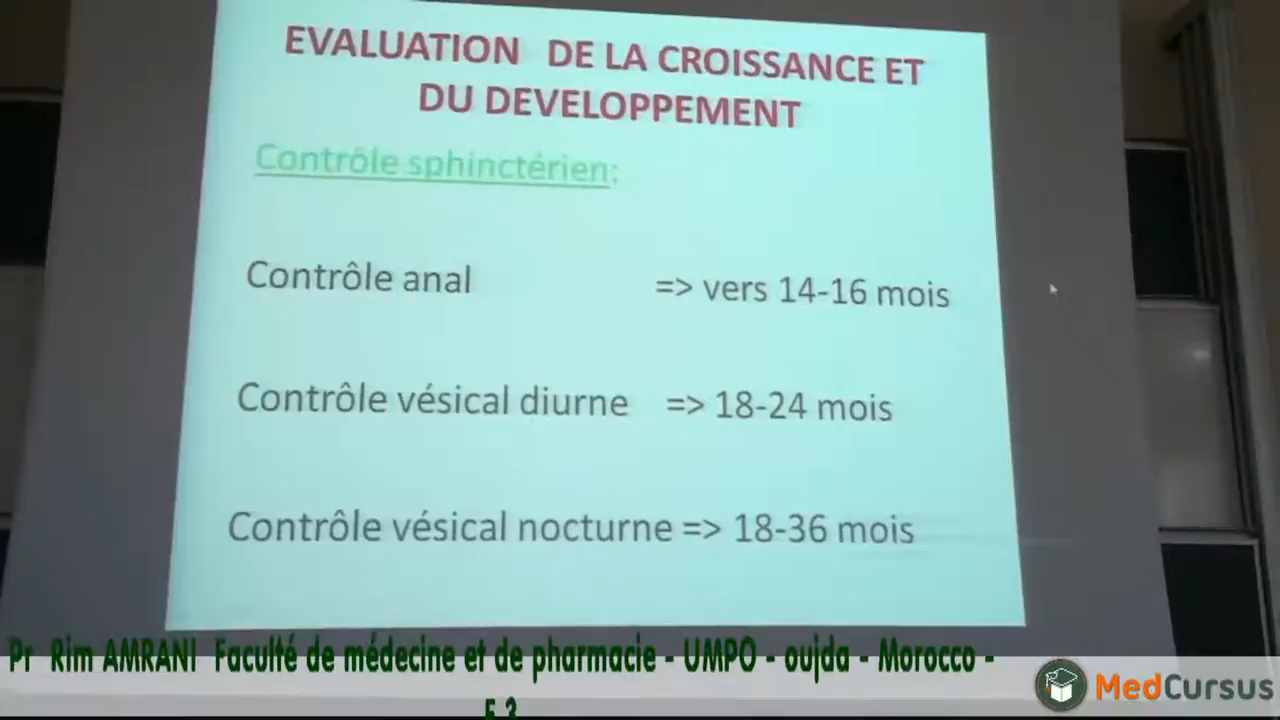 EVALUATION DE LA CROISSANCE ET
DU DEVELOPPEMENT
Contrôle sphinctérien:
Contrôle anal => vers 14-16 mois
Contrôle vésical diurne => 18-24 mois
Contrôle vésical nocturne => 18-36 mois
Pr Rim AMRANI Faculté de médecine et de pharmacie - UMPO - oujda - Morocco -
MedCursus